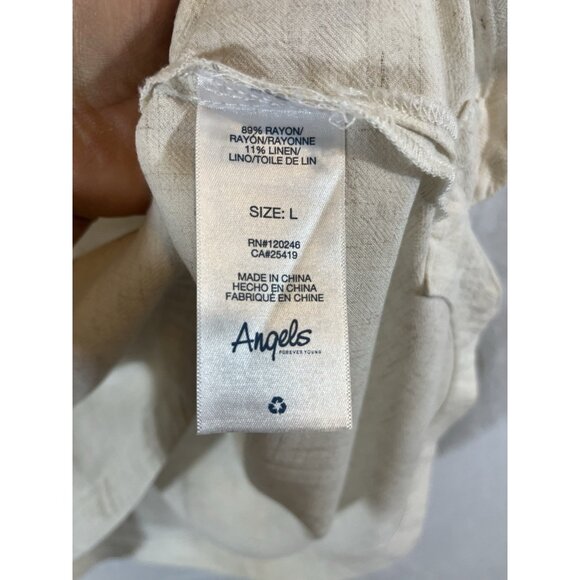 89% RAYON/
RAYÓN/RAYONNE
11% LINEN/
LINO/TOILE DE LIN
SIZE: L
RN#120246
CA#25419
MADE IN CHINA
HECHO EN CHINA
FABRIQUÉ EN CHINE
Angels
FOREVER YOUNG